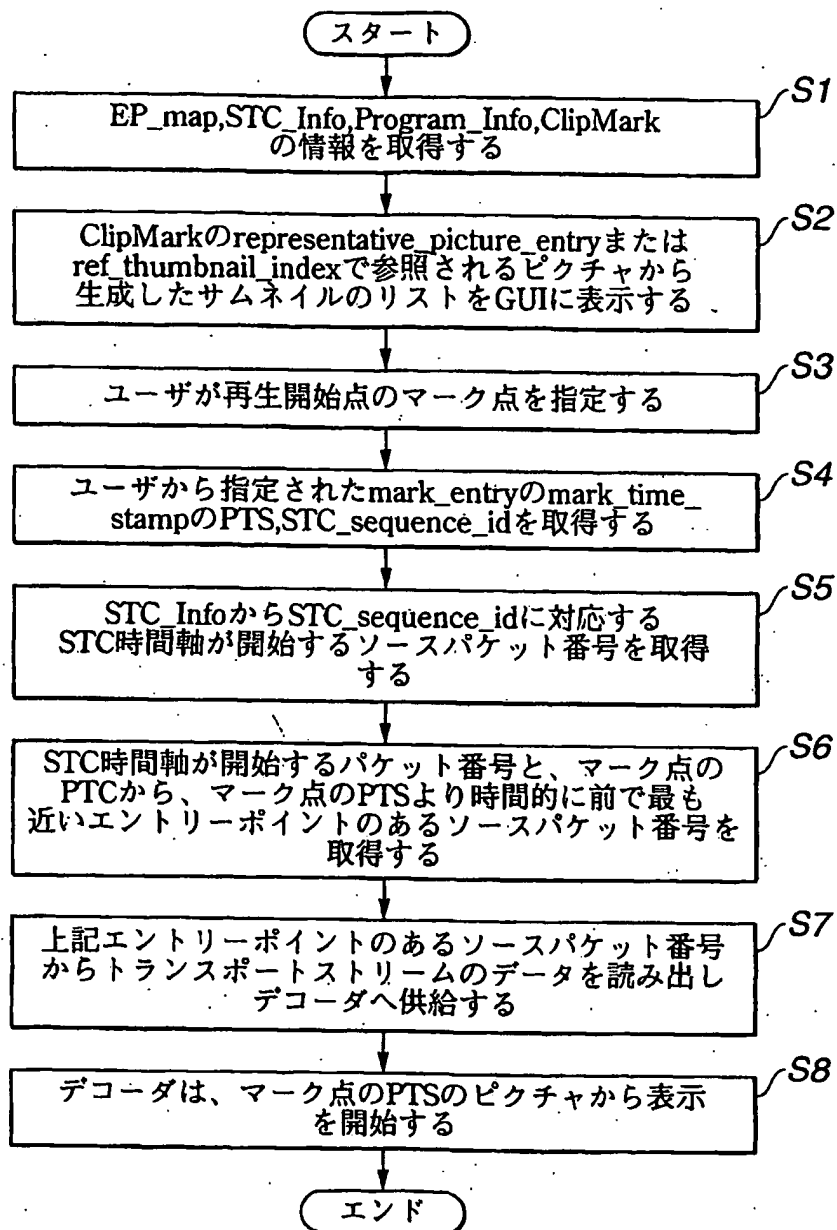 スタート
S1
EP_map,STC_Info,Program_Info,ClipMark
の情報を取得する
S2
ClipMarkのrepresentative_picture_entryまたは
ref_thumbnail_indexで参照されるピクチャから
生成したサムネイルのリストをGUIに表示する
S3
ユーザが再生開始点のマーク点を指定する
S4
ユーザから指定されたmark_entryのmark_time_
stampのPTS,STC_sequence_idを取得する
S5
STC_InfoからSTC_sequence_idに対応する
STC時間軸が開始するソースパケット番号を取得
する
S6
STC時間軸が開始するパケット番号と、マーク点の
PTCから、マーク点のPTSより時間的に前で最も
近いエントリーポイントのあるソースパケット番号を
取得する
S7
上記エントリーポイントのあるソースパケット番号
からトランスポートストリームのデータを読み出し
デコーダへ供給する
S8
デコーダは、マーク点のPTSのピクチャから表示
を開始する
エンド